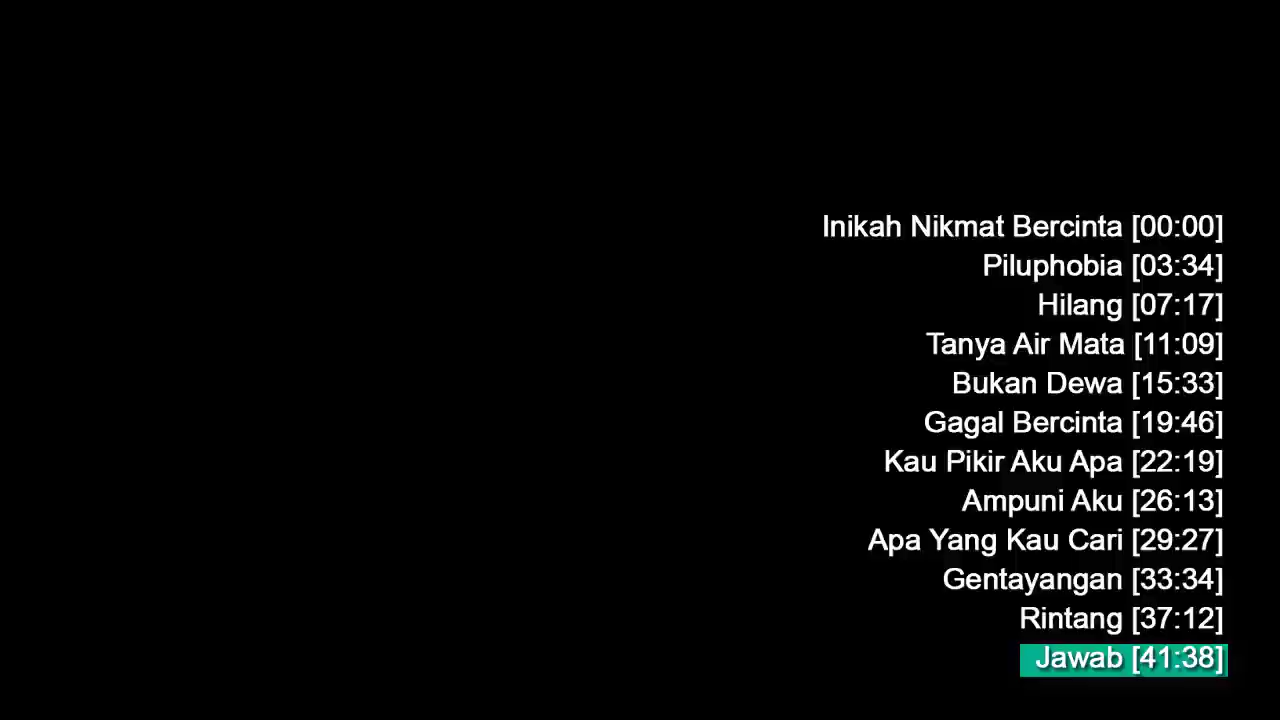 Inikah Nikmat Bercinta [00:00]
Piluphobia [03:34]
Hilang [07:17]
Tanya Air Mata [11:09]
Bukan Dewa [15:33]
Gagal Bercinta [19:46]
Kau Pikir Aku Apa [22:19]
Ampuni Aku [26:13]
Apa Yang Kau Cari [29:27]
Gentayangan [33:34]
Rintang [37:12]
Jawab [41:38]